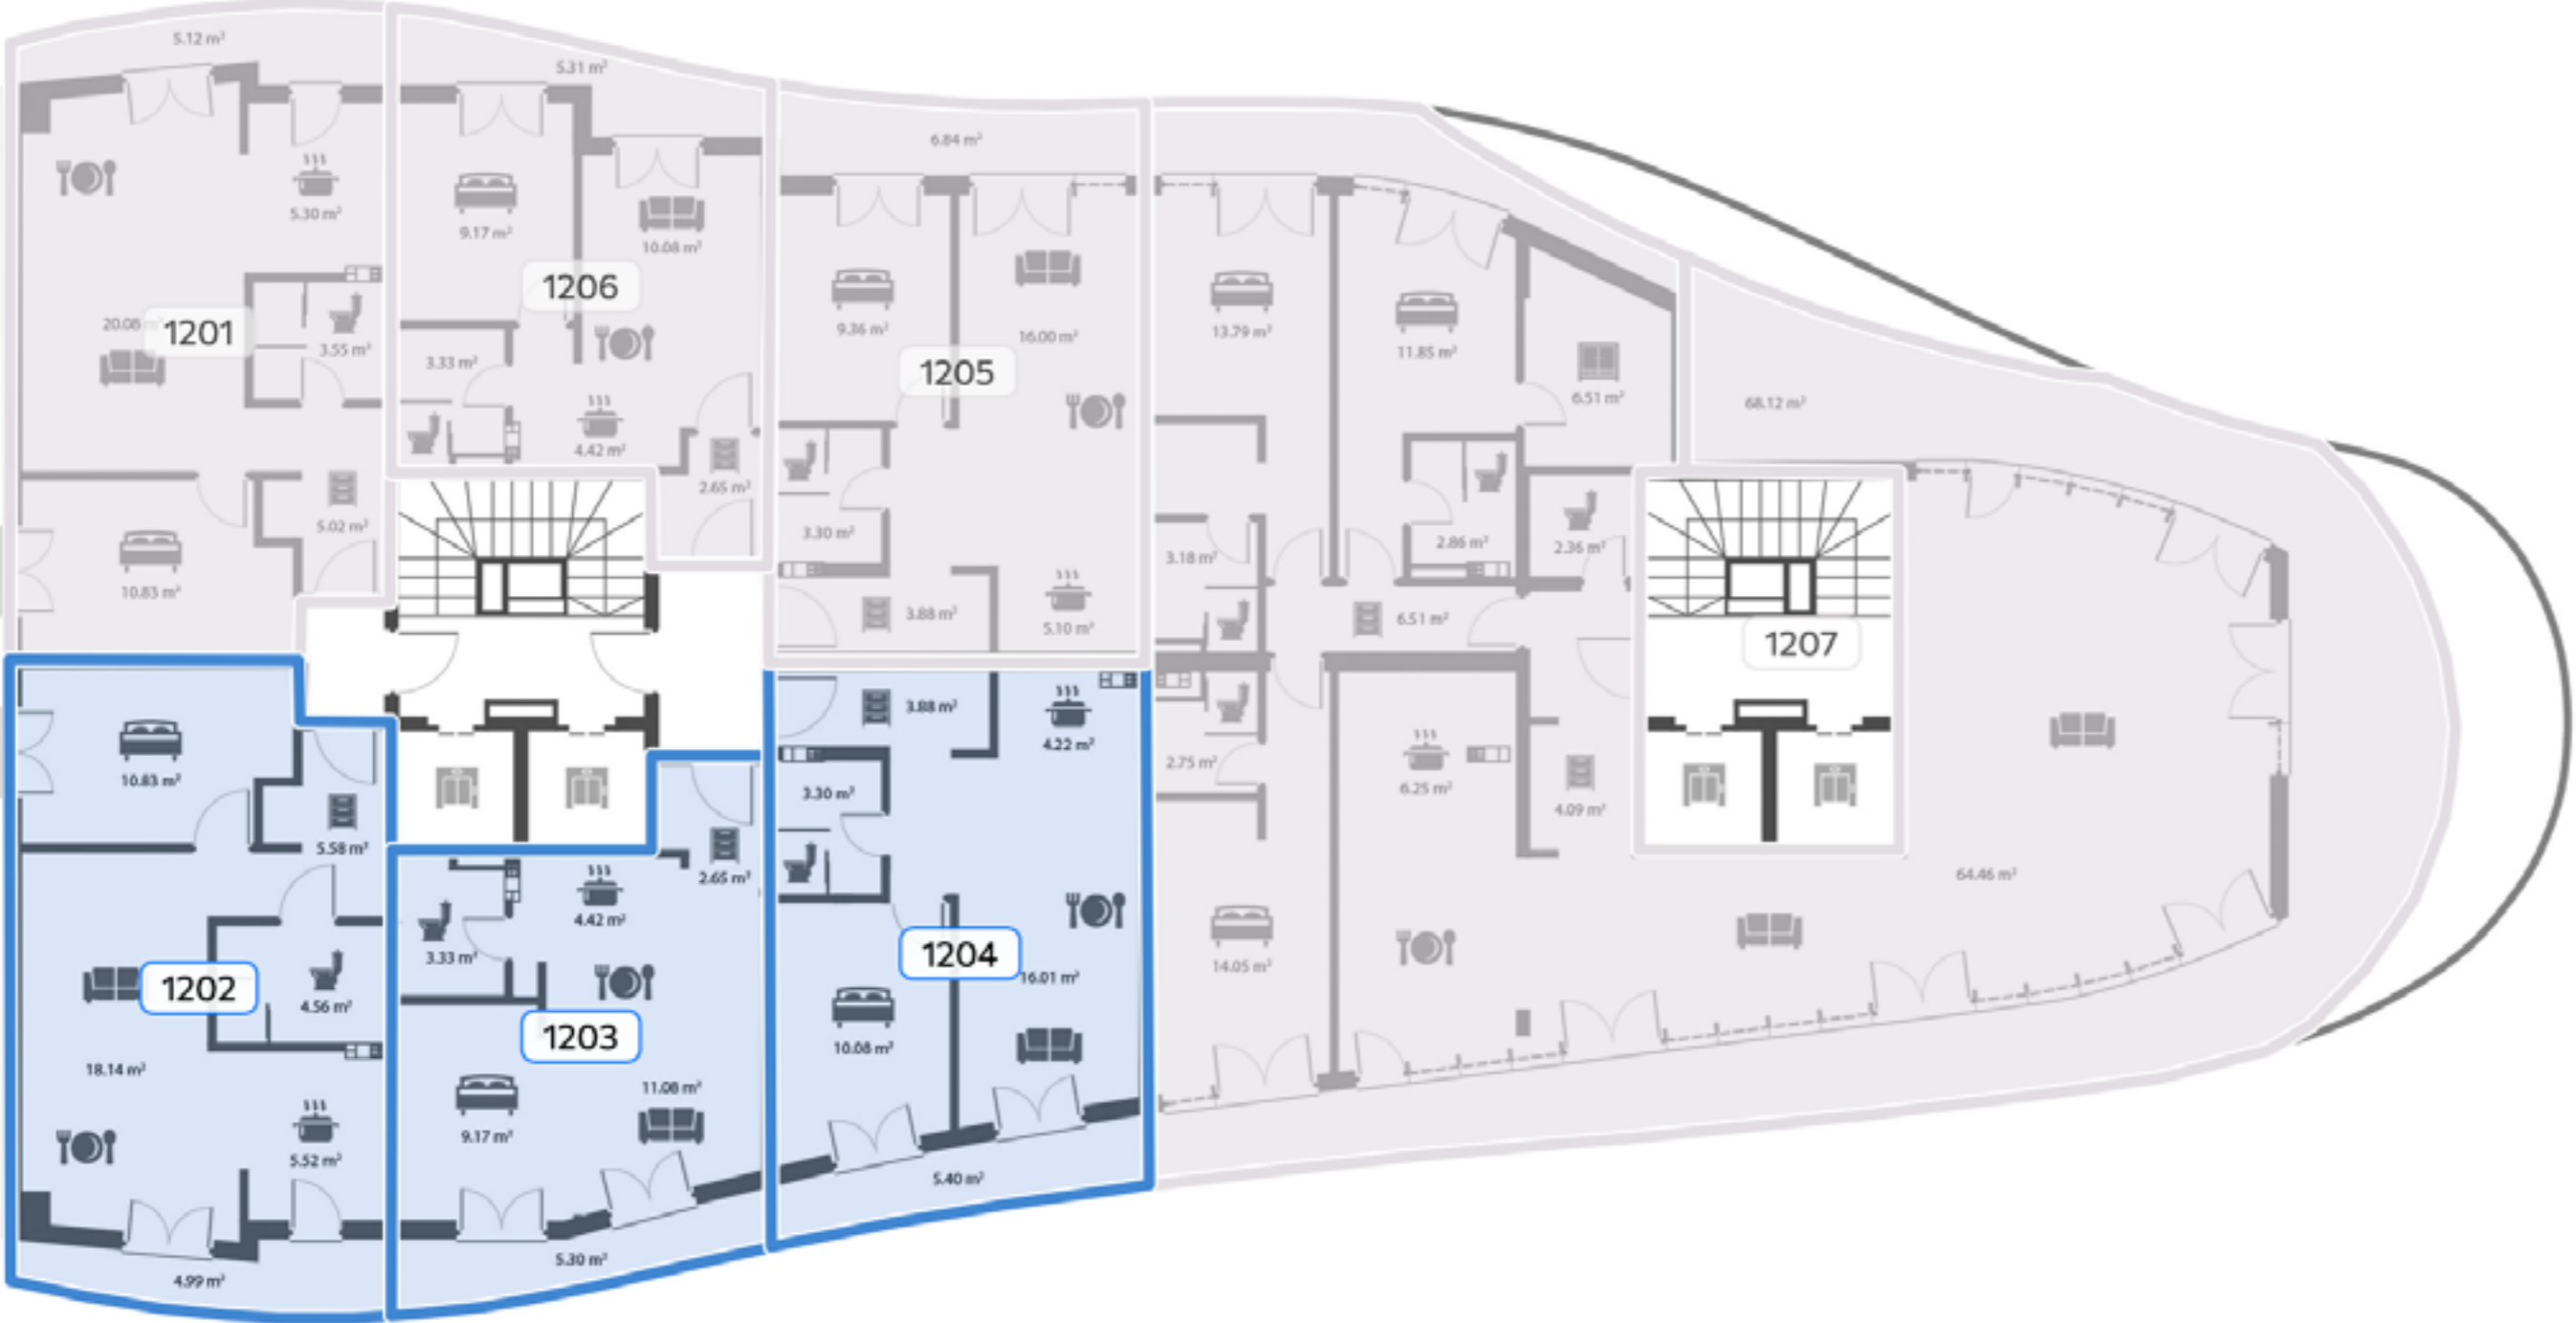 5.12 m²
5.30 m²
1201
20.08 m²
3.55 m²
5.02 m²
10.83 m²
5.31 m²
9.17 m²
10.08 m²
1206
3.33 m²
4.42 m²
2.65 m²
6.84 m²
9.36 m²
16.00 m²
1205
3.30 m²
3.88 m²
5.10 m²
13.79 m²
11.85 m²
6.51 m²
68.12 m²
3.18 m²
2.86 m²
2.36 m²
6.51 m²
1207
2.75 m²
6.25 m²
4.09 m²
64.46 m²
14.05 m²
10.83 m²
5.58 m²
1202
4.56 m²
18.14 m²
5.52 m²
4.99 m²
2.65 m²
4.42 m²
3.33 m²
1203
11.08 m²
9.17 m²
5.30 m²
3.88 m²
4.22 m²
3.30 m²
1204
16.01 m²
10.08 m²
5.40 m²